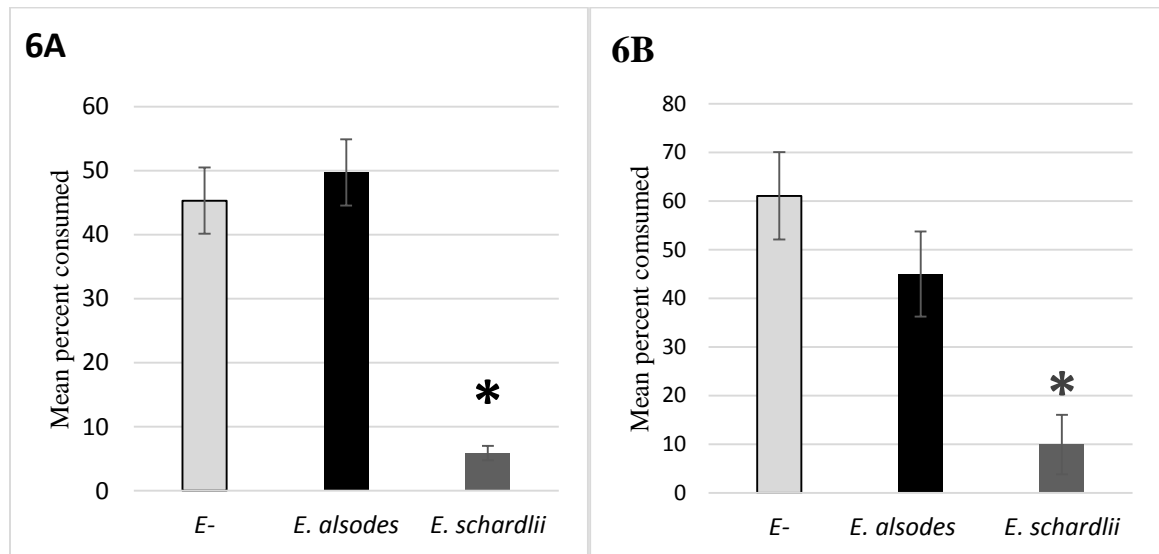 6A
Mean percent consumed
60
50
40
30
20
10
0
E-
E. alsodes
E. schardlii
*
6B
Mean percent comsumed
80
70
60
50
40
30
20
10
0
E-
E. alsodes
E. schardlii
*